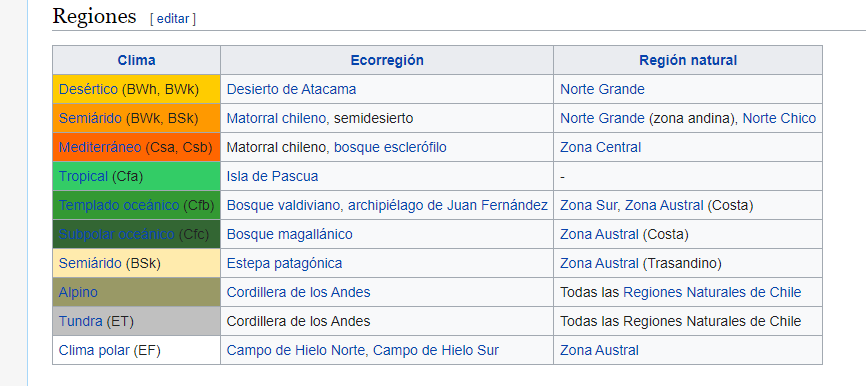 Regiones [ editar ]
Clima Ecorregión Región natural
Desértico (BWh, BWk) Desierto de Atacama Norte Grande
Semiárido (BWk, BSk) Matorral chileno, semidesierto Norte Grande (zona andina), Norte Chico
Mediterráneo (Csa, Csb) Matorral chileno, bosque esclerófilo Zona Central
Tropical (Cfa) Isla de Pascua -
Templado oceánico (Cfb) Bosque valdiviano, archipiélago de Juan Fernández Zona Sur, Zona Austral (Costa)
Subpolar oceánico (Cfc) Bosque magallánico Zona Austral (Costa)
Semiárido (BSk) Estepa patagónica Zona Austral (Trasandino)
Alpino Cordillera de los Andes Todas las Regiones Naturales de Chile
Tundra (ET) Cordillera de los Andes Todas las Regiones Naturales de Chile
Clima polar (EF) Campo de Hielo Norte, Campo de Hielo Sur Zona Austral